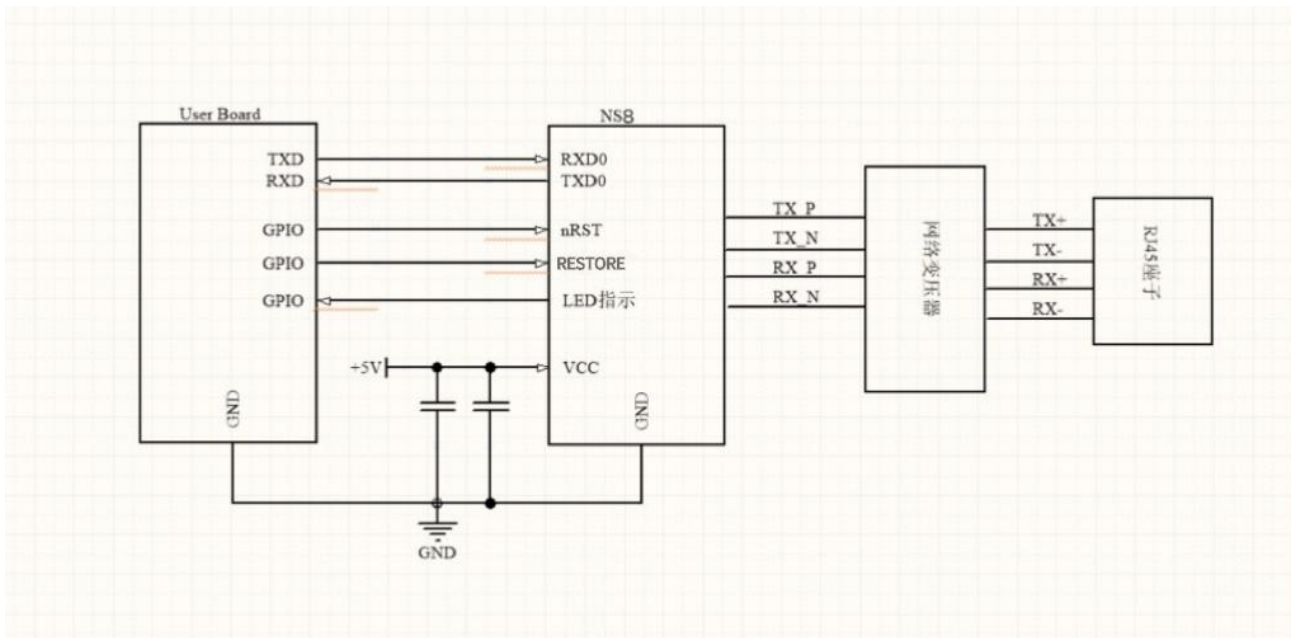 User Board
NS8
TXD
RXD0
RXD
TXD0
GPIO
nRST
GPIO
RESTORE
GPIO
LED指示
+5V
VCC
GND
GND
GND
TX_P
TX_N
RX_P
RX_N
网络变压器
TX+
TX-
RX+
RX-
RJ45座子